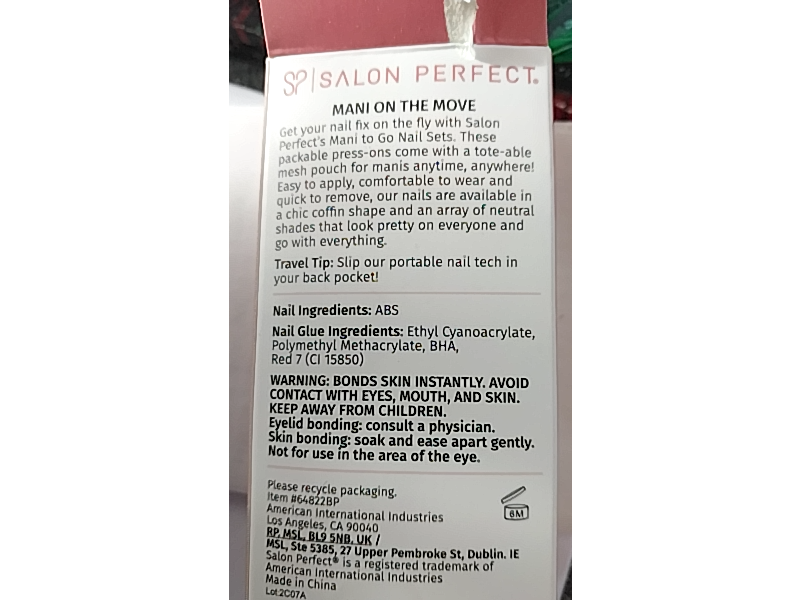 SP|SALON PERFECT®
MANI ON THE MOVE
Get your nail fix on the fly with Salon
Perfect's Mani to Go Nail Sets. These
packable press-ons come with a tote-able
mesh pouch for manis anytime, anywhere!
Easy to apply, comfortable to wear and
quick to remove, our nails are available in
a chic coffin shape and an array of neutral
shades that look pretty on everyone and
go with everything.
Travel Tip: Slip our portable nail tech in
your back pocket!
Nail Ingredients: ABS
Nail Glue Ingredients: Ethyl Cyanoacrylate,
Polymethyl Methacrylate, BHA,
Red 7 (CI 15850)
WARNING: BONDS SKIN INSTANTLY. AVOID
CONTACT WITH EYES, MOUTH, AND SKIN.
KEEP AWAY FROM CHILDREN.
Eyelid bonding: consult a physician.
Skin bonding: soak and ease apart gently.
Not for use in the area of the eye.
Please recycle packaging.
Item #64822BP
American International Industries
Los Angeles, CA 90040
RP. MSL, BL9 5NB, UK /
MSL, Ste 5385, 27 Upper Pembroke St, Dublin. IE
Salon Perfect® is a registered trademark of
American International Industries
Made in China
Lot:2C07A
6M